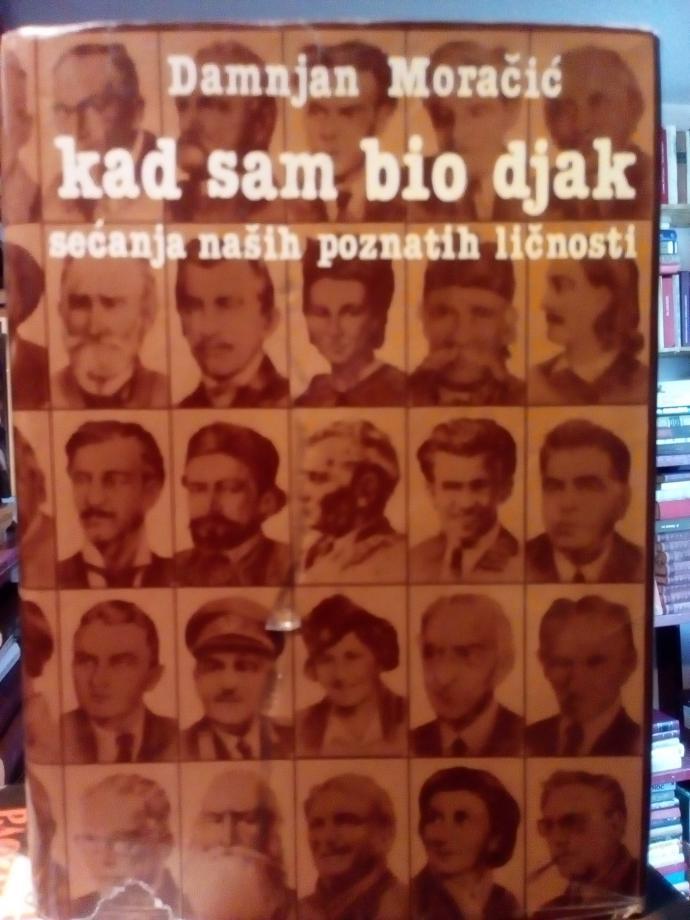 Damnjan Moračić
kad sam bio djak
sećanja naših poznatih ličnosti